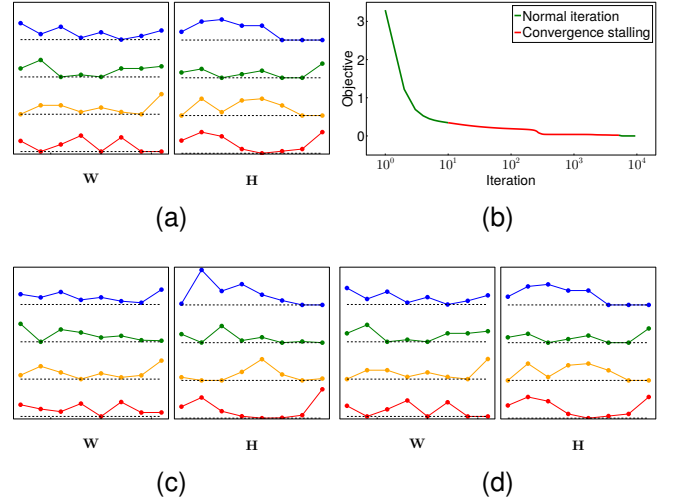 W
H
(a)
Objective
3
2
1
0
Normal iteration
Convergence stalling
10^0
10^1
10^2
10^3
10^4
Iteration
(b)
W
H
(c)
W
H
(d)